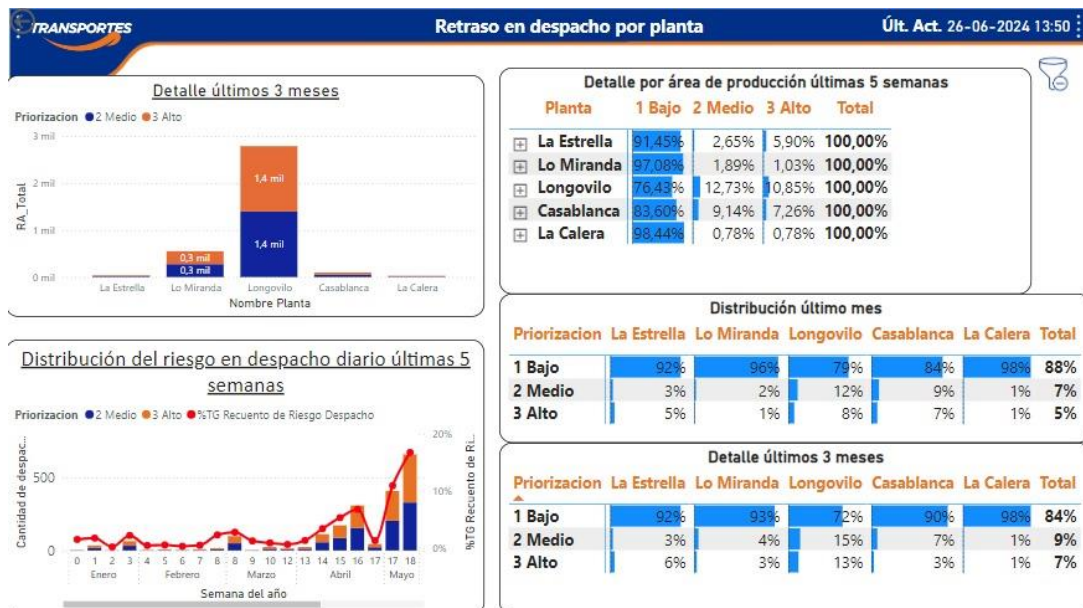 TRANSPORTES
Retraso en despacho por planta
Últ. Act. 26-06-2024 13:50
Detalle últimos 3 meses
Priorizacion 2 Medio 3 Alto
3 mil
2 mil
1 mil
0 mil
RA_Total
1,4 mil
1,4 mil
0,3 mil
0,3 mil
La Estrella Lo Miranda Longovilo Casablanca La Calera
Nombre Planta
Distribución del riesgo en despacho diario últimas 5
semanas
Priorizacion 2 Medio 3 Alto %TG Recuento de Riesgo Despacho
Cantidad de despac...
500
0
20%
10%
0%
%TG Recuento de Ri...
0 1 2 3 4 5 6 7 8 8 9 10 12 13 14 15 16 17 17 18
Enero Febrero Marzo Abril Mayo
Semana del año
Detalle por área de producción últimas 5 semanas
Planta 1 Bajo 2 Medio 3 Alto Total
La Estrella 91,45% 2,65% 5,90% 100,00%
Lo Miranda 97,08% 1,89% 1,03% 100,00%
Longovilo 76,43% 12,73% 10,85% 100,00%
Casablanca 83,60% 9,14% 7,26% 100,00%
La Calera 98,44% 0,78% 0,78% 100,00%
Distribución último mes
Priorizacion La Estrella Lo Miranda Longovilo Casablanca La Calera Total
1 Bajo 92% 96% 79% 84% 98% 88%
2 Medio 3% 2% 12% 9% 1% 7%
3 Alto 5% 1% 8% 7% 1% 5%
Detalle últimos 3 meses
Priorizacion La Estrella Lo Miranda Longovilo Casablanca La Calera Total
1 Bajo 92% 93% 72% 90% 98% 84%
2 Medio 3% 4% 15% 7% 1% 9%
3 Alto 6% 3% 13% 3% 1% 7%